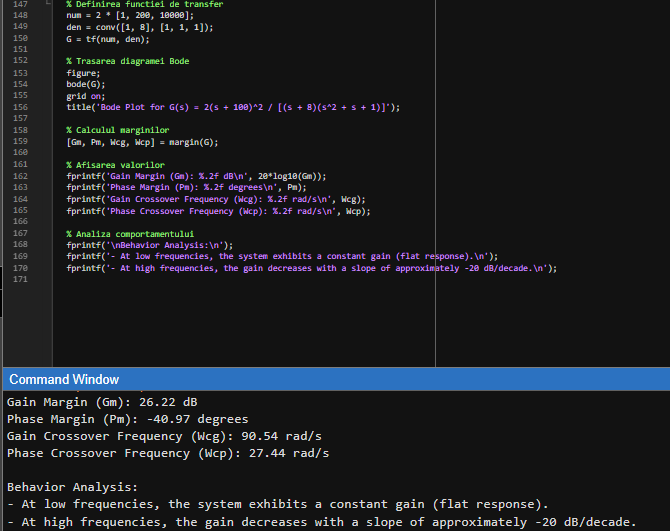 147 % Definirea functiei de transfer
148 num = 2 * [1, 200, 10000];
149 den = conv([1, 8], [1, 1, 1]);
150 G = tf(num, den);
151
152 % Trasarea diagramei Bode
153 figure;
154 bode(G);
155 grid on;
156 title('Bode Plot for G(s) = 2(s + 100)^2 / [(s + 8)(s^2 + s + 1)]');
157
158 % Calculul marginilor
159 [Gm, Pm, Wcg, Wcp] = margin(G);
160
161 % Afisarea valorilor
162 fprintf('Gain Margin (Gm): %.2f dB\n', 20*log10(Gm));
163 fprintf('Phase Margin (Pm): %.2f degrees\n', Pm);
164 fprintf('Gain Crossover Frequency (Wcg): %.2f rad/s\n', Wcg);
165 fprintf('Phase Crossover Frequency (Wcp): %.2f rad/s\n', Wcp);
166
167 % Analiza comportamentului
168 fprintf('\nBehavior Analysis:\n');
169 fprintf('- At low frequencies, the system exhibits a constant gain (flat response).\n');
170 fprintf('- At high frequencies, the gain decreases with a slope of approximately -20 dB/decade.\n');
171
Command Window
Gain Margin (Gm): 26.22 dB
Phase Margin (Pm): -40.97 degrees
Gain Crossover Frequency (Wcg): 90.54 rad/s
Phase Crossover Frequency (Wcp): 27.44 rad/s
Behavior Analysis:
- At low frequencies, the system exhibits a constant gain (flat response).
- At high frequencies, the gain decreases with a slope of approximately -20 dB/decade.